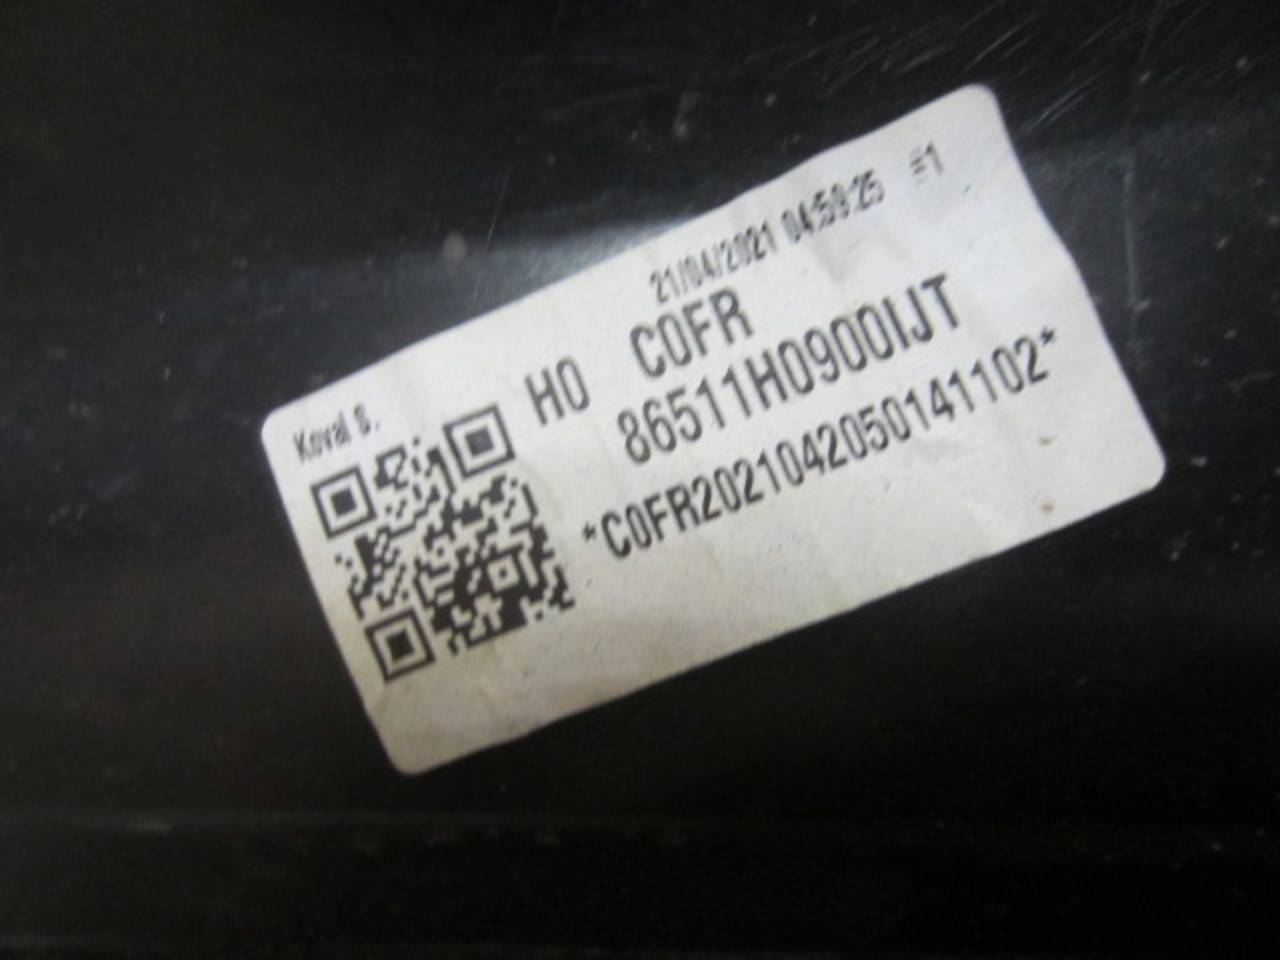 21/04/2021 04:59:25 =1
H0 C0FR
Koval s.
86511H0900IJT
*C0FR2021042050141102*